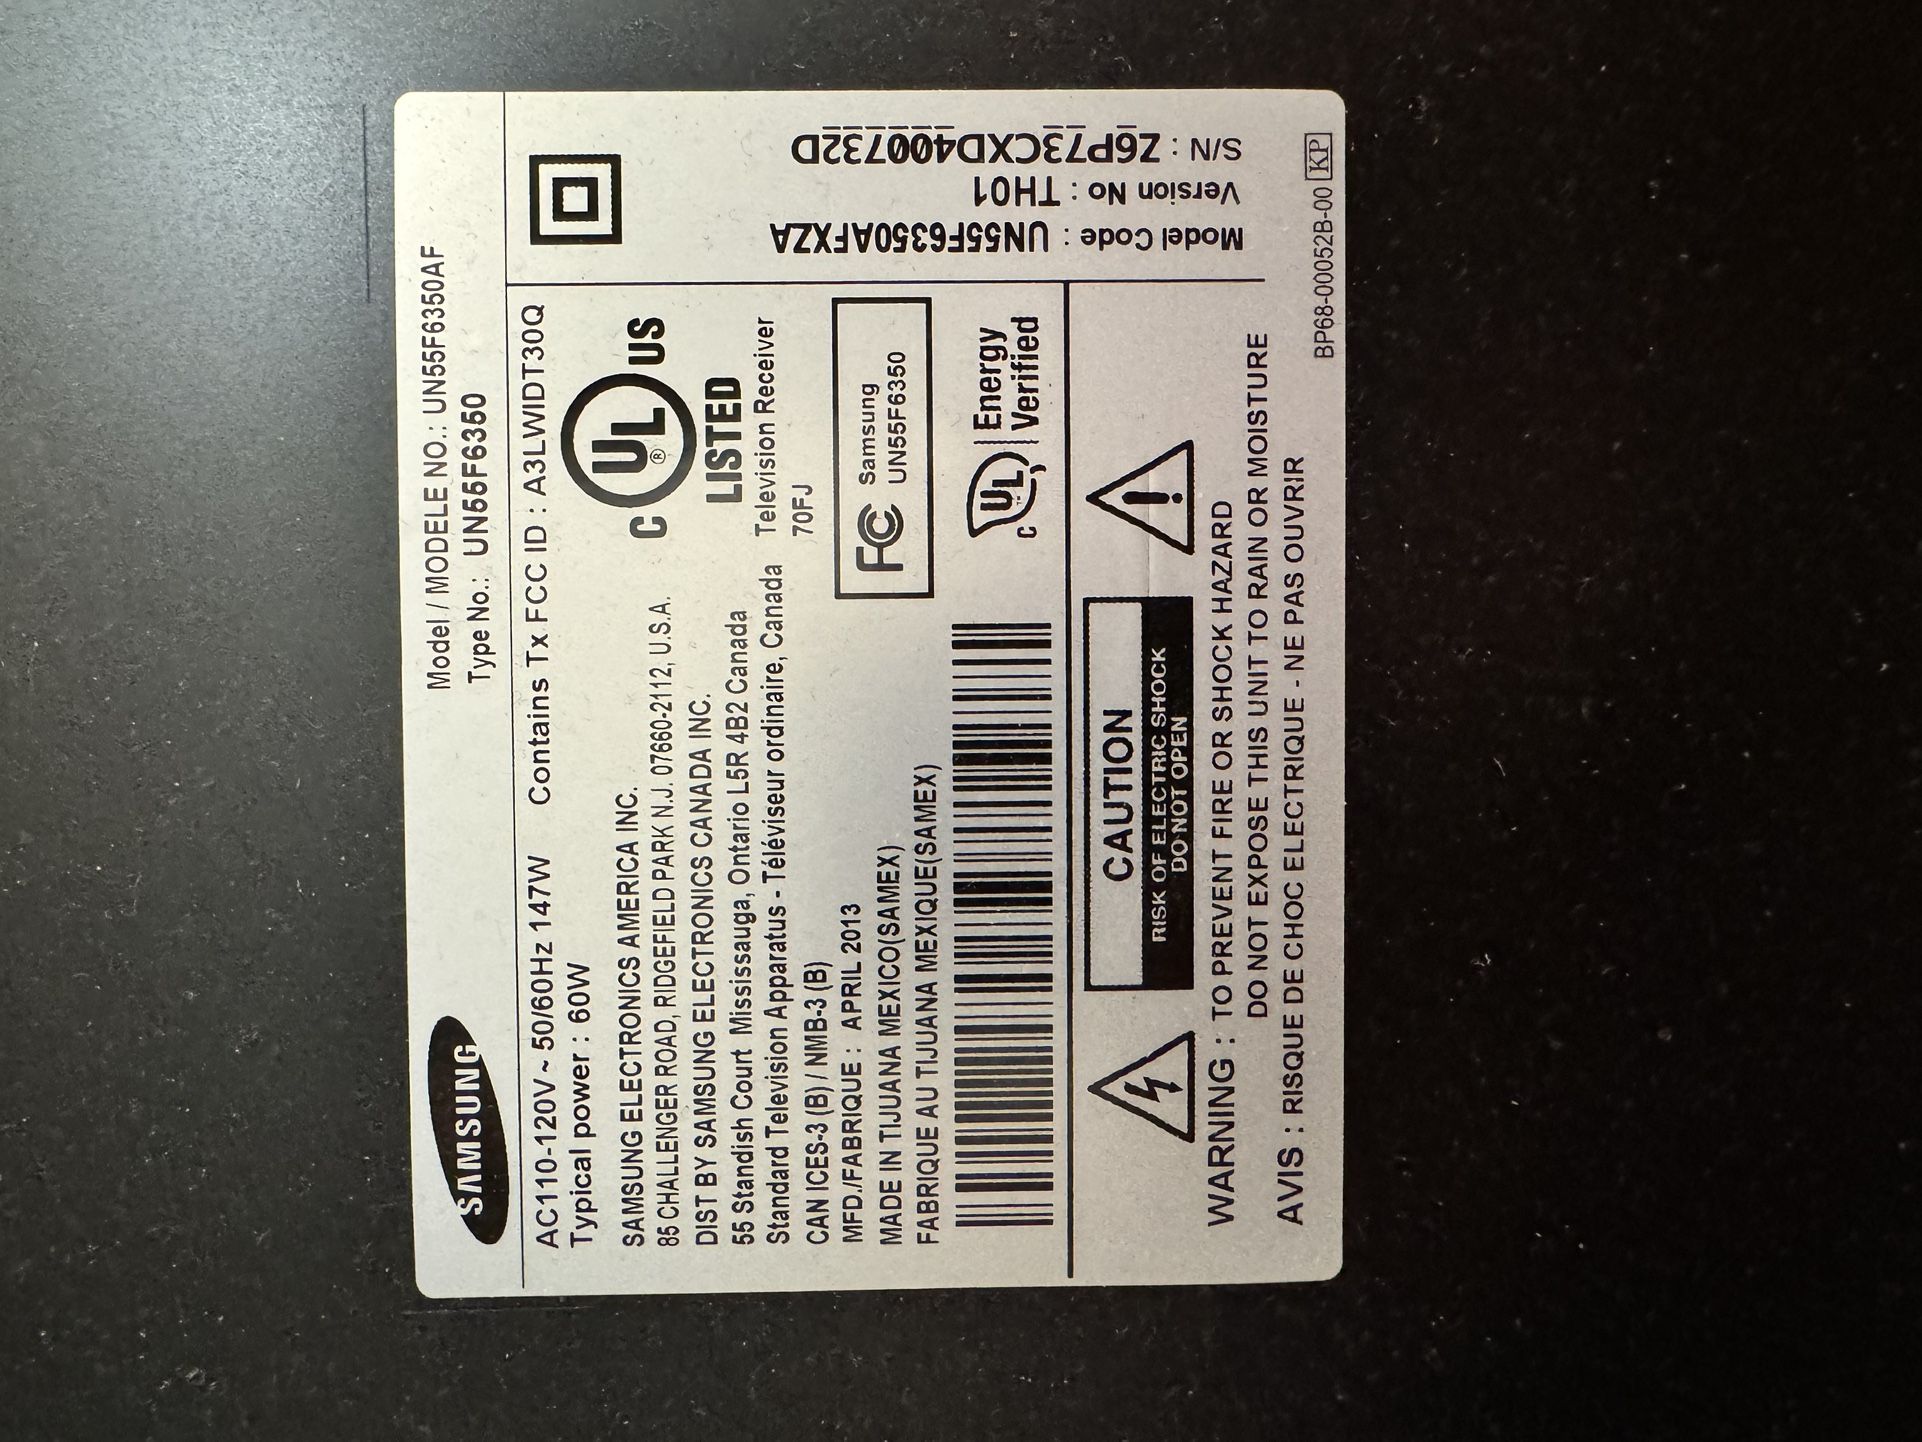 SAMSUNG
Model / MODELE NO.: UN55F6350AF
Type No.: UN55F6350
AC110-120V~ 50/60Hz 147W Contains Tx FCC ID : A3LWIDT30Q
Typical power : 60W
SAMSUNG ELECTRONICS AMERICA INC.
85 CHALLENGER ROAD, RIDGEFIELD PARK N.J. 07660-2112, U.S.A.
DIST BY SAMSUNG ELECTRONICS CANADA INC.
55 Standish Court Mississauga, Ontario L5R 4B2 Canada
Standard Television Apparatus - Téléviseur ordinaire, Canada
CAN ICES-3 (B) / NMB-3 (B)
MFD./FABRIQUE : APRIL 2013
MADE IN TIJUANA MEXICO(SAMEX)
FABRIQUE AU TIJUANA MEXIQUE(SAMEX)
C UL ® US
LISTED
Television Receiver
70FJ
FC Samsung
UN55F6350
C UL ™ Energy
Verified
CAUTION
RISK OF ELECTRIC SHOCK
DO NOT OPEN
WARNING : TO PREVENT FIRE OR SHOCK HAZARD
DO NOT EXPOSE THIS UNIT TO RAIN OR MOISTURE
AVIS : RISQUE DE CHOC ELECTRIQUE - NE PAS OUVRIR
BP68-00052B-00 KP
Model Code : UN55F6350AFXZA
Version No : TH01
S/N : Z6P73CXD400732D